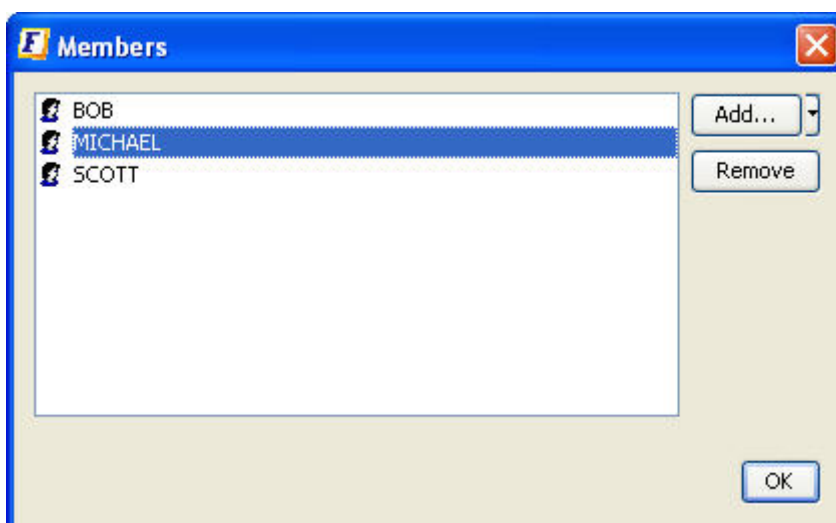 F Members
BOB
MICHAEL
SCOTT
Add...
Remove
OK